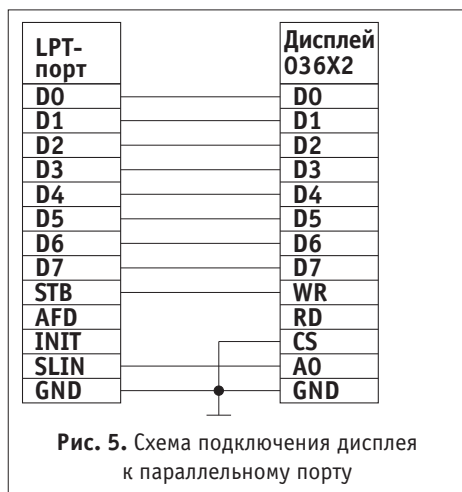 LPT-
порт
Дисплей
036X2
D0 D0
D1 D1
D2 D2
D3 D3
D4 D4
D5 D5
D6 D6
D7 D7
STB WR
AFD RD
INIT CS
SLIN A0
GND GND
Рис. 5. Схема подключения дисплея
к параллельному порту